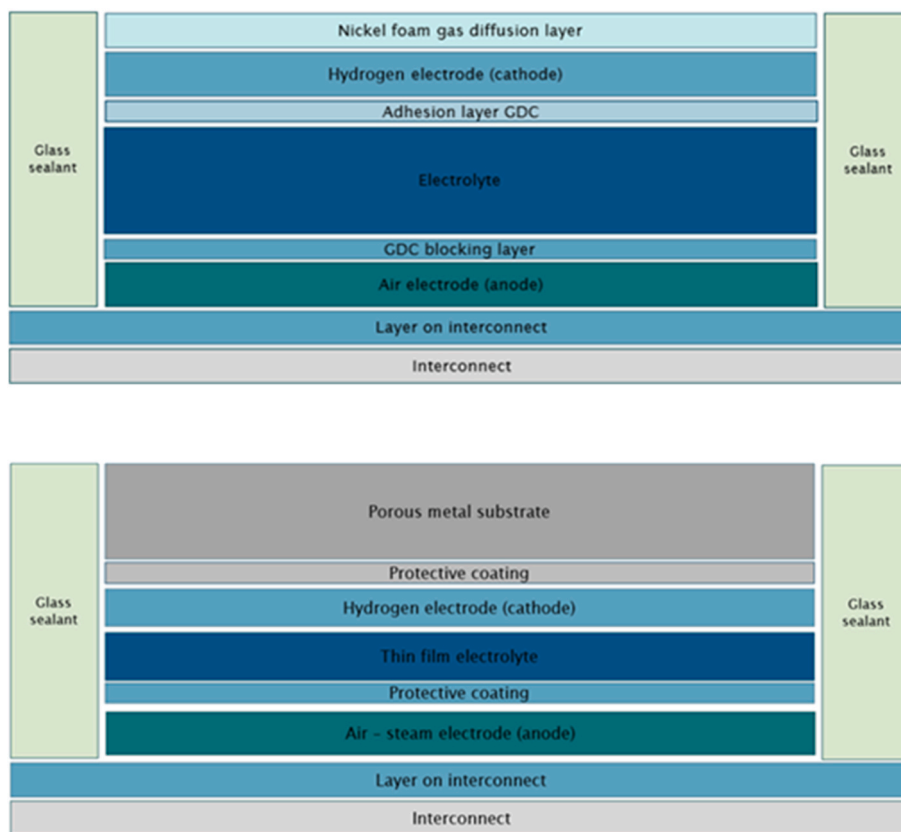 Nickel foam gas diffusion layer
Hydrogen electrode (cathode)
Adhesion layer GDC
Glass
sealant
Electrolyte
Glass
sealant
GDC blocking layer
Air electrode (anode)
Layer on interconnect
Interconnect
Porous metal substrate
Protective coating
Glass
sealant
Hydrogen electrode (cathode)
Glass
sealant
Thin film electrolyte
Protective coating
Air – steam electrode (anode)
Layer on interconnect
Interconnect